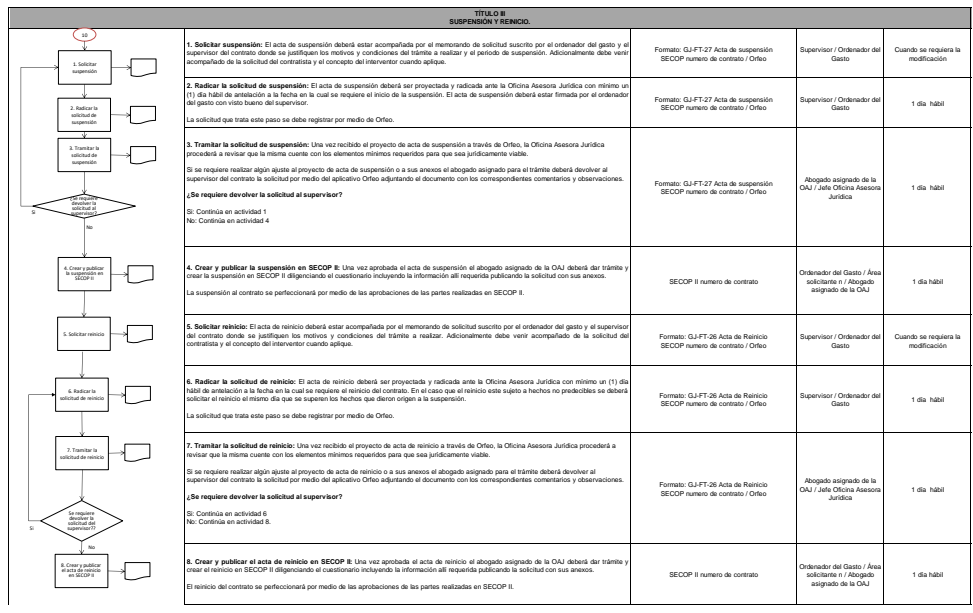 TÍTULO III
SUSPENSIÓN Y REINICIO.
10
1. Solicitar
suspensión
1. Solicitar suspensión: El acta de suspensión deberá estar acompañada por el memorando de solicitud suscrito por el ordenador del gasto y el
supervisor del contrato donde se justifiquen los motivos y condiciones del trámite a realizar y el periodo de suspensión. Adicionalmente debe venir
acompañado de la solicitud del contratista y el concepto del interventor cuando aplique.
Formato: GJ-FT-27 Acta de suspensión
SECOP numero de contrato / Orfeo
Supervisor / Ordenador del
Gasto
Cuando se requiera la
modificación
2. Radicar la
solicitud de
suspensión
2. Radicar la solicitud de suspensión: El acta de suspensión deberá ser proyectada y radicada ante la Oficina Asesora Jurídica con mínimo un
(1) día hábil de antelación a la fecha en la cual se requiere el inicio de la suspensión. El acta de suspensión deberá estar firmada por el ordenador
del gasto con visto bueno del supervisor.
La solicitud que trata este paso se debe registrar por medio de Orfeo.
Formato: GJ-FT-27 Acta de suspensión
SECOP numero de contrato / Orfeo
Supervisor / Ordenador del
Gasto
1 día hábil
3. Tramitar la
solicitud de
suspensión
¿Se requiere
devolver la
solicitud al
supervisor?
Si
No
3. Tramitar la solicitud de suspensión: Una vez recibido el proyecto de acta de suspensión a través de Orfeo, la Oficina Asesora Jurídica
procederá a revisar que la misma cuente con los elementos mínimos requeridos para que sea jurídicamente viable.
Si se requiere realizar algún ajuste al proyecto de acta de suspensión o a sus anexos el abogado asignado para el trámite deberá devolver al
supervisor del contrato la solicitud por medio del aplicativo Orfeo adjuntando el documento con los correspondientes comentarios y observaciones.
¿Se requiere devolver la solicitud al supervisor?
Si: Continúa en actividad 1
No: Continúa en actividad 4
Formato: GJ-FT-27 Acta de suspensión
SECOP numero de contrato / Orfeo
Abogado asignado de la
OAJ / Jefe Oficina Asesora
Jurídica
1 día hábil
4. Crear y publicar
la suspensión en
SECOP II
4. Crear y publicar la suspensión en SECOP II: Una vez aprobada el acta de suspensión el abogado asignado de la OAJ deberá dar trámite y
crear la suspensión en SECOP II diligenciando el cuestionario incluyendo la información allí requerida publicando la solicitud con sus anexos.
La suspensión al contrato se perfeccionará por medio de las aprobaciones de las partes realizadas en SECOP II.
SECOP II numero de contrato
Ordenador del Gasto / Área
solicitante n / Abogado
asignado de la OAJ
1 día hábil
5. Solicitar reinicio
5. Solicitar reinicio: El acta de reinicio deberá estar acompañada por el memorando de solicitud suscrito por el ordenador del gasto y el supervisor
del contrato donde se justifiquen los motivos y condiciones del trámite a realizar. Adicionalmente debe venir acompañado de la solicitud del
contratista y el concepto del interventor cuando aplique.
Formato: GJ-FT-26 Acta de Reinicio
SECOP numero de contrato / Orfeo
Supervisor / Ordenador del
Gasto
Cuando se requiera la
modificación
6. Radicar la
solicitud de reinicio
6. Radicar la solicitud de reinicio: El acta de reinicio deberá ser proyectada y radicada ante la Oficina Asesora Jurídica con mínimo un (1) día
hábil de antelación a la fecha en la cual se requiere el reinicio del contrato. En el caso que el reinicio este sujeto a hechos no predecibles se deberá
solicitar el reinicio el mismo día que se superen los hechos que dieron origen a la suspensión.
La solicitud que trata este paso se debe registrar por medio de Orfeo.
Formato: GJ-FT-26 Acta de Reinicio
SECOP numero de contrato / Orfeo
Supervisor / Ordenador del
Gasto
1 día hábil
7. Tramitar la
solicitud de reinicio
Se requiere
devolver la
solicitud del
supervisor??
Si
No
7. Tramitar la solicitud de reinicio: Una vez recibido el proyecto de acta de reinicio a través de Orfeo, la Oficina Asesora Jurídica procederá a
revisar que la misma cuente con los elementos mínimos requeridos para que sea jurídicamente viable.
Si se requiere realizar algún ajuste al proyecto de acta de reinicio o a sus anexos el abogado asignado para el trámite deberá devolver al
supervisor del contrato la solicitud por medio del aplicativo Orfeo adjuntando el documento con los correspondientes comentarios y observaciones.
¿Se requiere devolver la solicitud al supervisor?
Si: Continúa en actividad 6
No: Continúa en actividad 8.
Formato: GJ-FT-26 Acta de Reinicio
SECOP numero de contrato / Orfeo
Abogado asignado de la
OAJ / Jefe Oficina Asesora
Jurídica
1 día hábil
8. Crear y publicar
el acta de reinicio
en SECOP II
8. Crear y publicar el acta de reinicio en SECOP II: Una vez aprobada el acta de reinicio el abogado asignado de la OAJ deberá dar trámite y
crear el reinicio en SECOP II diligenciando el cuestionario incluyendo la información allí requerida publicando la solicitud con sus anexos.
El reinicio del contrato se perfeccionará por medio de las aprobaciones de las partes realizadas en SECOP II.
SECOP II numero de contrato
Ordenador del Gasto / Área
solicitante n / Abogado
asignado de la OAJ
1 día hábil